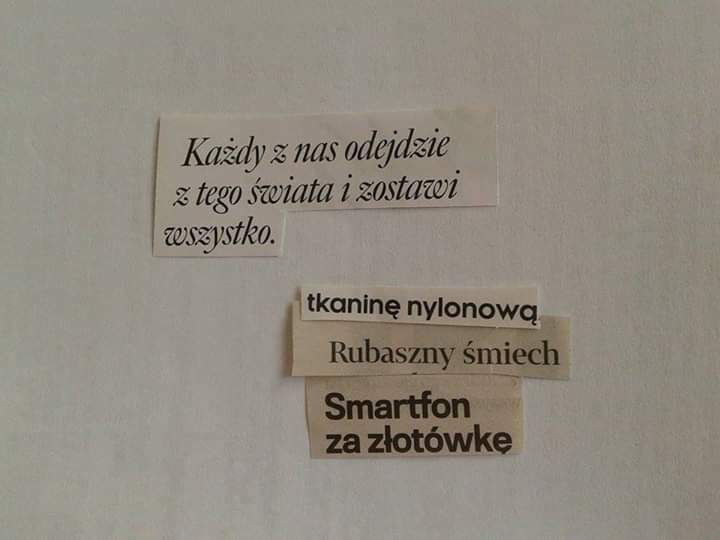 Każdy z nas odejdzie
z tego świata i zostawi
wszystko.
tkaninę nylonową
Rubaszny śmiech
Smartfon
za złotówkę